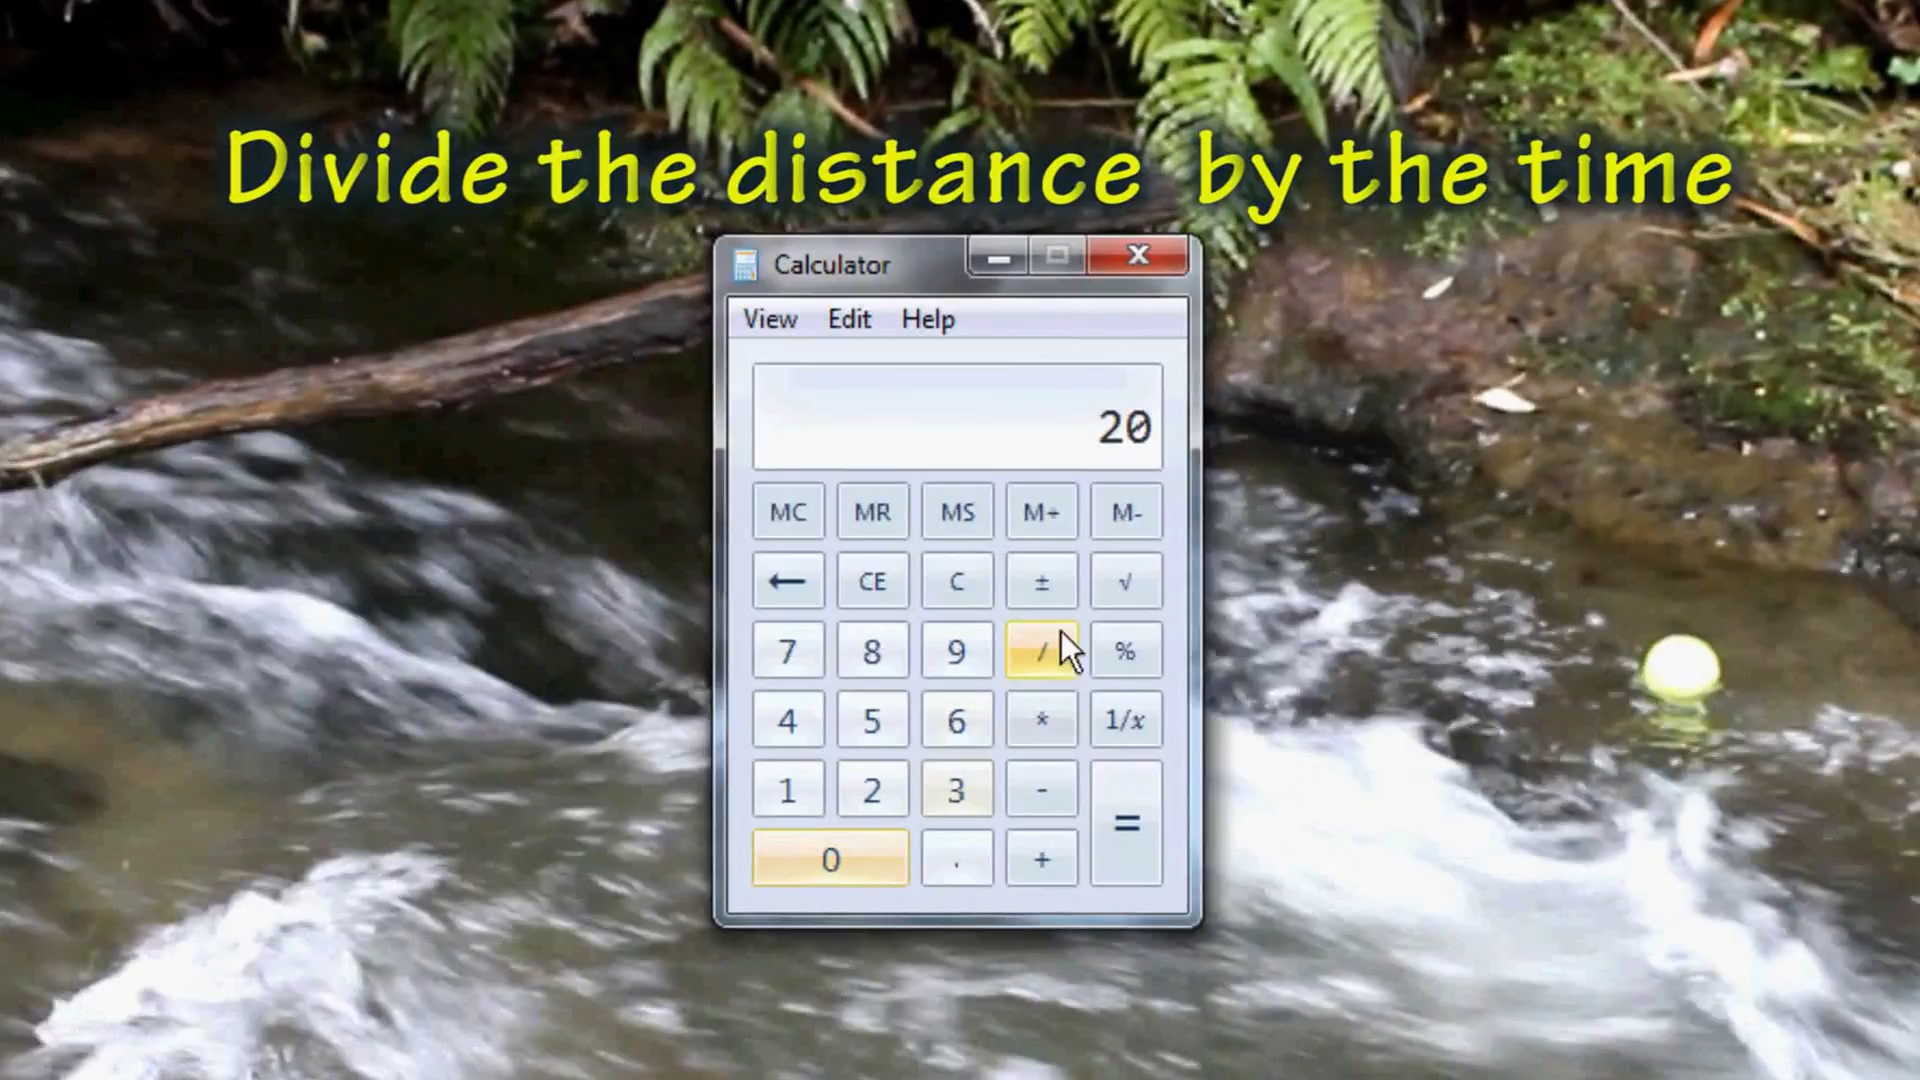 Divide the distance by the time
Calculator
View Edit Help
20
MC MR MS M+ M-
← CE C ± √
7 8 9 / %
4 5 6 * 1/x
1 2 3 - =
0 . +